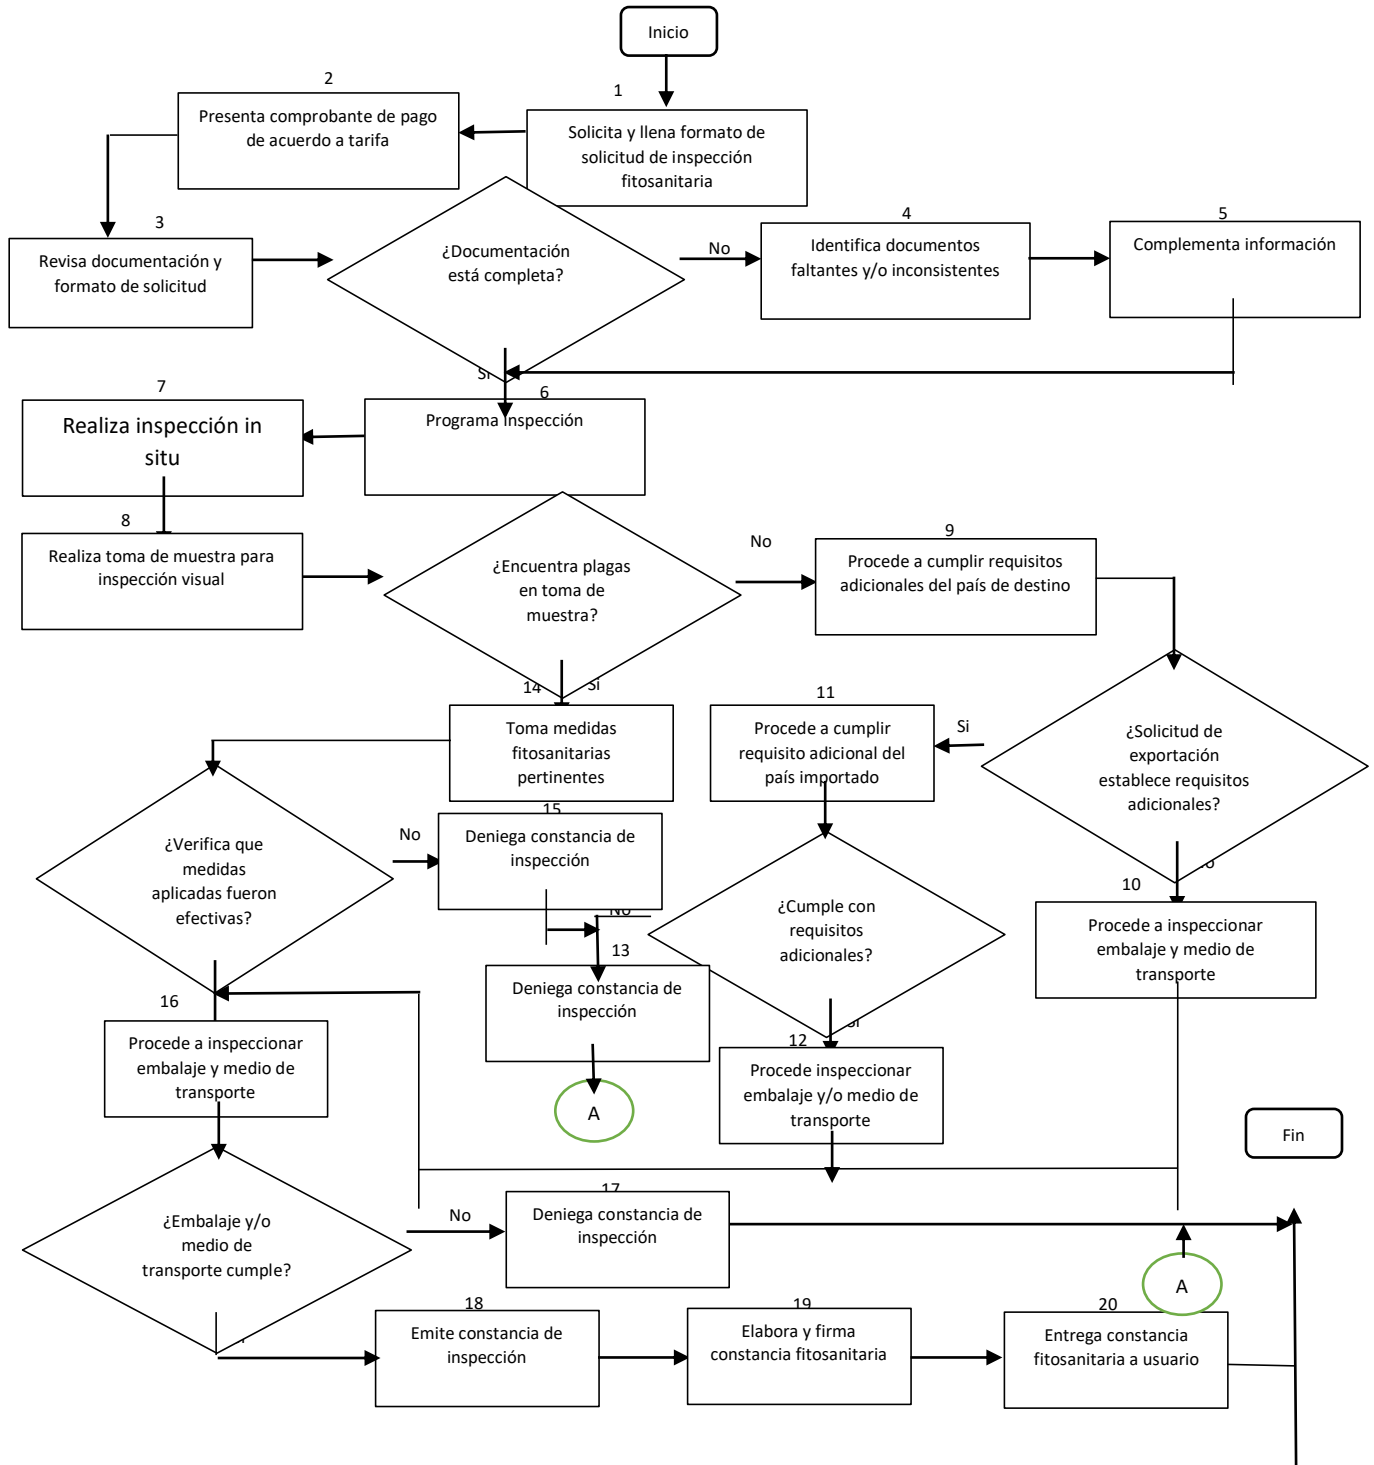 Inicio
2
1
Presenta comprobante de pago
de acuerdo a tarifa
Solicita y llena formato de
solicitud de inspección
fitosanitaria
3
4
5
Revisa documentación y
formato de solicitud
¿Documentación
está completa?
No
Identifica documentos
faltantes y/o inconsistentes
Complementa información
Si
7
6
Realiza inspección in
situ
Programa inspección
8
Realiza toma de muestra para
inspección visual
¿Encuentra plagas
en toma de
muestra?
No
9
Procede a cumplir requisitos
adicionales del país de destino
14
Si
11
Toma medidas
fitosanitarias
pertinentes
Procede a cumplir
requisito adicional del
país importado
Si
¿Solicitud de
exportación
establece requisitos
adicionales?
15
No
Deniega constancia de
inspección
¿Verifica que
medidas
aplicadas fueron
efectivas?
10
No
¿Cumple con
requisitos
adicionales?
Procede a inspeccionar
embalaje y medio de
transporte
13
Deniega constancia de
inspección
16
Procede a inspeccionar
embalaje y medio de
transporte
Si
12
Procede inspeccionar
embalaje y/o medio de
transporte
A
Fin
17
No
Deniega constancia de
inspección
¿Embalaje y/o
medio de
transporte cumple?
A
18
19
20
Emite constancia de
inspección
Elabora y firma
constancia fitosanitaria
Entrega constancia
fitosanitaria a usuario